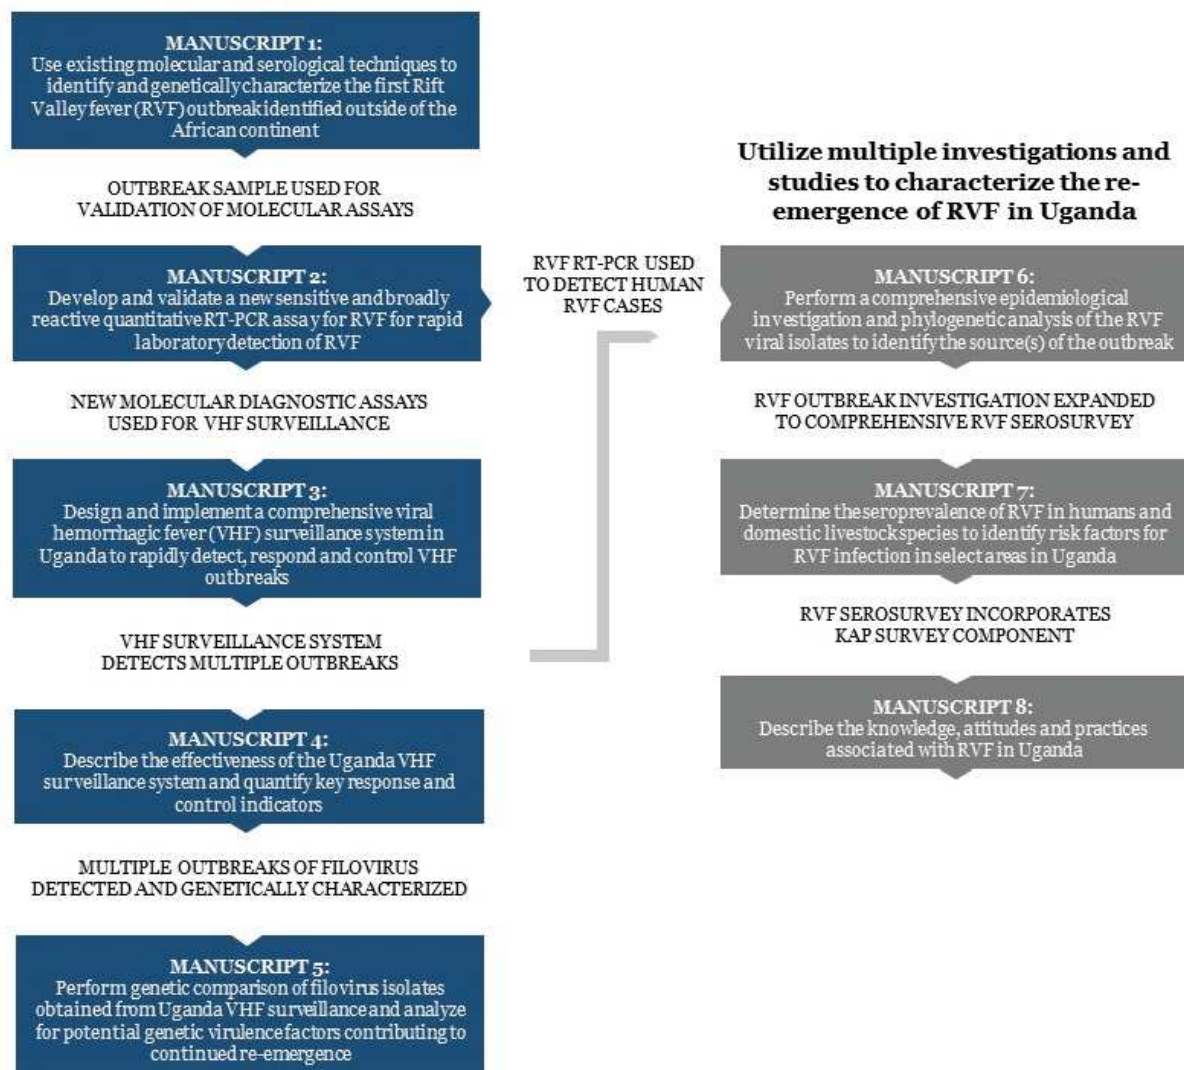 MANUSCRIPT 1:
Use existing molecular and serological techniques to
identify and genetically characterize the first Rift
Valley fever (RVF) outbreak identified outside of the
African continent
OUTBREAK SAMPLE USED FOR
VALIDATION OF MOLECULAR ASSAYS
MANUSCRIPT 2:
Develop and validate a new sensitive and broadly
reactive quantitative RT-PCR assay for RVF for rapid
laboratory detection of RVF
NEW MOLECULAR DIAGNOSTIC ASSAYS
USED FOR VHF SURVEILLANCE
MANUSCRIPT 3:
Design and implement a comprehensive viral
hemorrhagic fever (VHF) surveillance system in
Uganda to rapidly detect, respond and control VHF
outbreaks
VHF SURVEILLANCE SYSTEM
DETECTS MULTIPLE OUTBREAKS
MANUSCRIPT 4:
Describe the effectiveness of the Uganda VHF
surveillance system and quantify key response and
control indicators
MULTIPLE OUTBREAKS OF FILOVIRUS
DETECTED AND GENETICALLY CHARACTERIZED
MANUSCRIPT 5:
Perform genetic comparison of filovirus isolates
obtained from Uganda VHF surveillance and analyze
for potential genetic virulence factors contributing to
continued re-emergence
RVF RT-PCR USED
TO DETECT HUMAN
RVF CASES
Utilize multiple investigations and
studies to characterize the re-
emergence of RVF in Uganda
MANUSCRIPT 6:
Perform a comprehensive epidemiological
investigation and phylogenetic analysis of the RVF
viral isolates to identify the source(s) of the outbreak
RVF OUTBREAK INVESTIGATION EXPANDED
TO COMPREHENSIVE RVF SEROSURVEY
MANUSCRIPT 7:
Determine the seroprevalence of RVF in humans and
domestic livestock species to identify risk factors for
RVF infection in select areas in Uganda
RVF SEROSURVEY INCORPORATES
KAP SURVEY COMPONENT
MANUSCRIPT 8:
Describe the knowledge, attitudes and practices
associated with RVF in Uganda